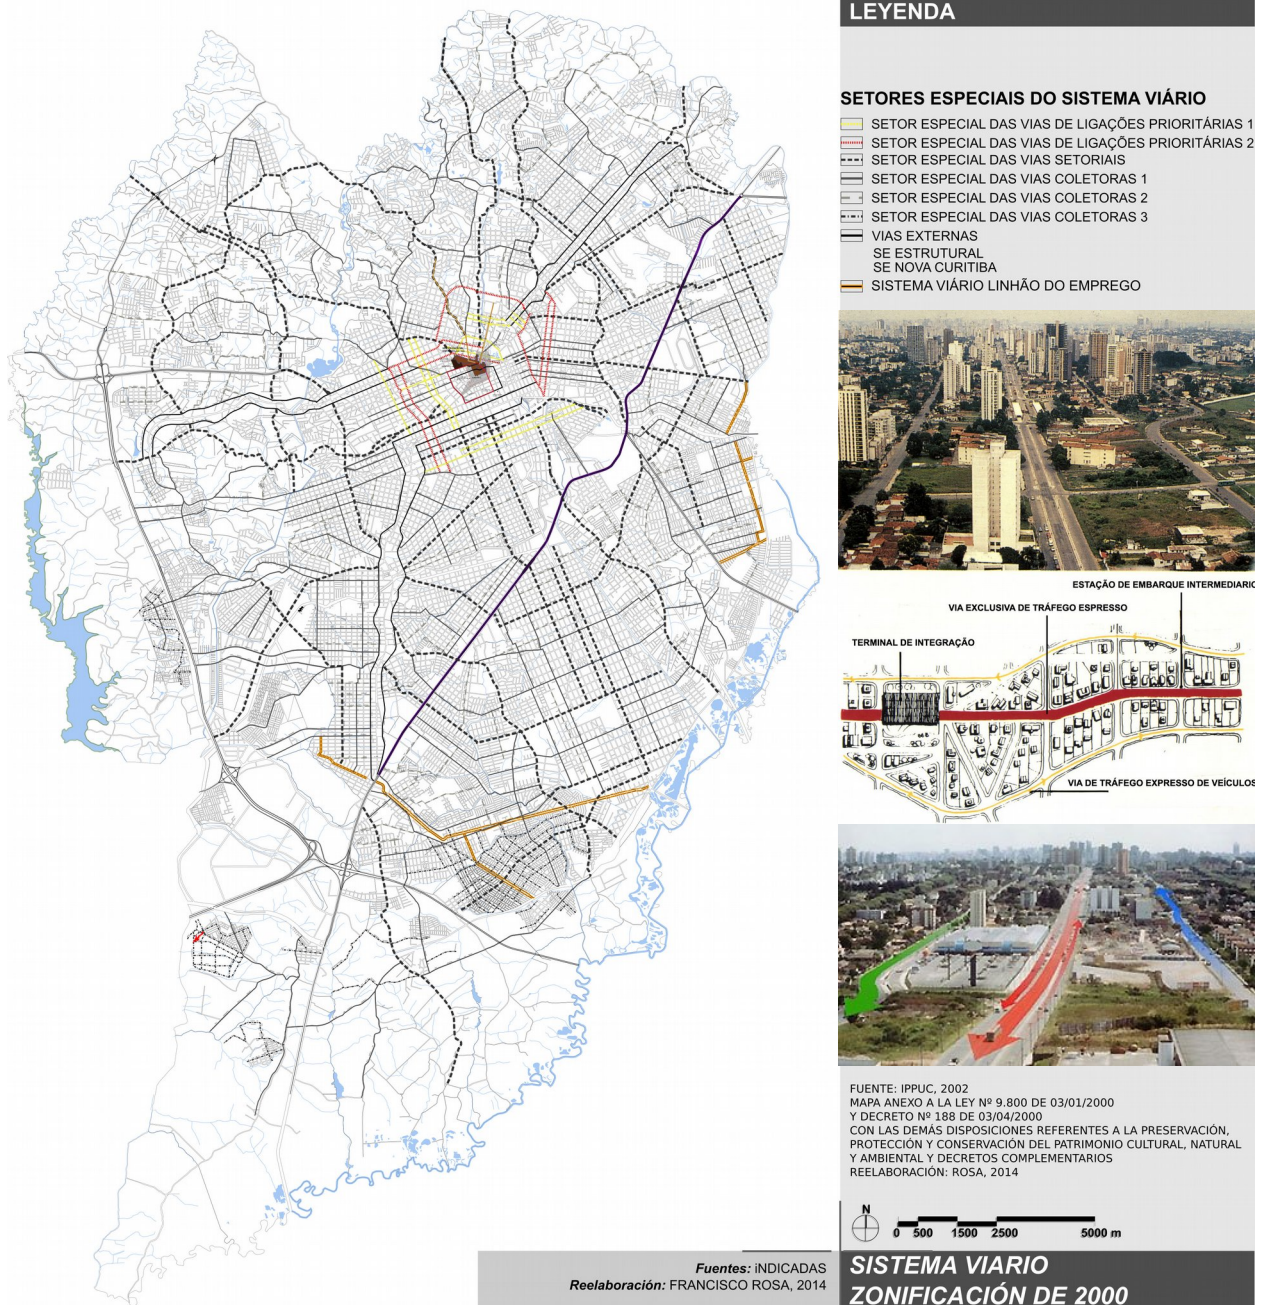 LEYENDA
SETORES ESPECIAIS DO SISTEMA VIÁRIO
SETOR ESPECIAL DAS VIAS DE LIGAÇÕES PRIORITÁRIAS 1
SETOR ESPECIAL DAS VIAS DE LIGAÇÕES PRIORITÁRIAS 2
SETOR ESPECIAL DAS VIAS SETORIAIS
SETOR ESPECIAL DAS VIAS COLETORAS 1
SETOR ESPECIAL DAS VIAS COLETORAS 2
SETOR ESPECIAL DAS VIAS COLETORAS 3
VIAS EXTERNAS
SE ESTRUTURAL
SE NOVA CURITIBA
SISTEMA VIÁRIO LINHÃO DO EMPREGO
ESTAÇÃO DE EMBARQUE INTERMEDIARIO
VIA EXCLUSIVA DE TRÁFEGO ESPRESSO
TERMINAL DE INTEGRAÇÃO
VIA DE TRÁFEGO EXPRESSO DE VEÍCULOS
FUENTE: IPPUC, 2002
MAPA ANEXO A LA LEY Nº 9.800 DE 03/01/2000
Y DECRETO Nº 188 DE 03/04/2000
CON LAS DEMÁS DISPOSICIONES REFERENTES A LA PRESERVACIÓN,
PROTECCIÓN Y CONSERVACIÓN DEL PATRIMONIO CULTURAL, NATURAL
Y AMBIENTAL Y DECRETOS COMPLEMENTARIOS
REELABORACIÓN: ROSA, 2014
N
0 500 1500 2500 5000 m
Fuentes: iNDICADAS
Reelaboración: FRANCISCO ROSA, 2014
SISTEMA VIARIO
ZONIFICACIÓN DE 2000